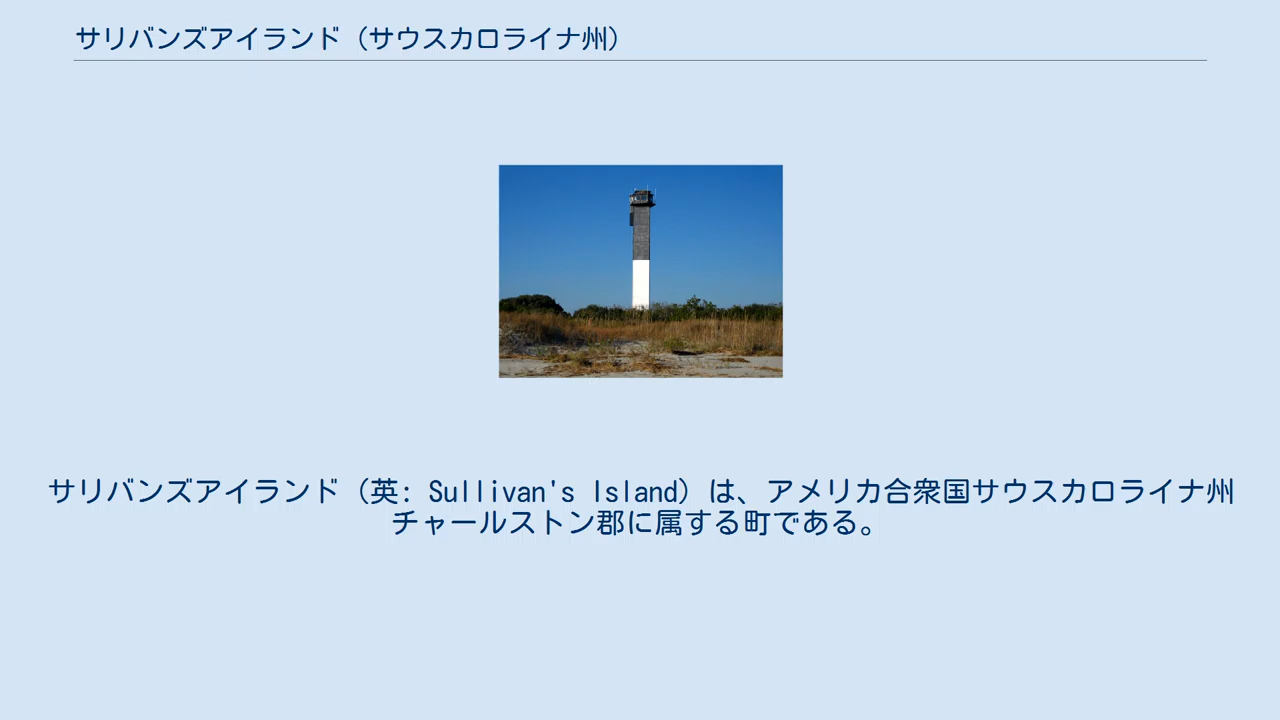 サリバンズアイランド（サウスカロライナ州）
サリバンズアイランド（英: Sullivan's Island）は、アメリカ合衆国サウスカロライナ州
チャールストン郡に属する町である。